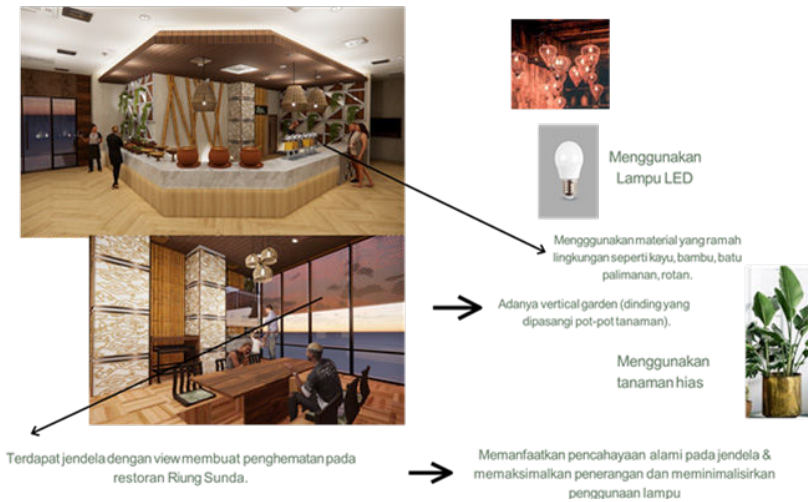 Menggunakan
Lampu LED
Mengggunakan material yang ramah
lingkungan seperti kayu, bambu, batu
palimanan, rotan.
Adanya vertical garden (dinding yang
dipasangi pot-pot tanaman).
Menggunakan
tanaman hias
Terdapat jendela dengan view membuat penghematan pada
restoran Riung Sunda.
Memanfaatkan pencahayaan alami pada jendela &
memaksimalkan penerangan dan meminimalisirkan
penggunaan lampu